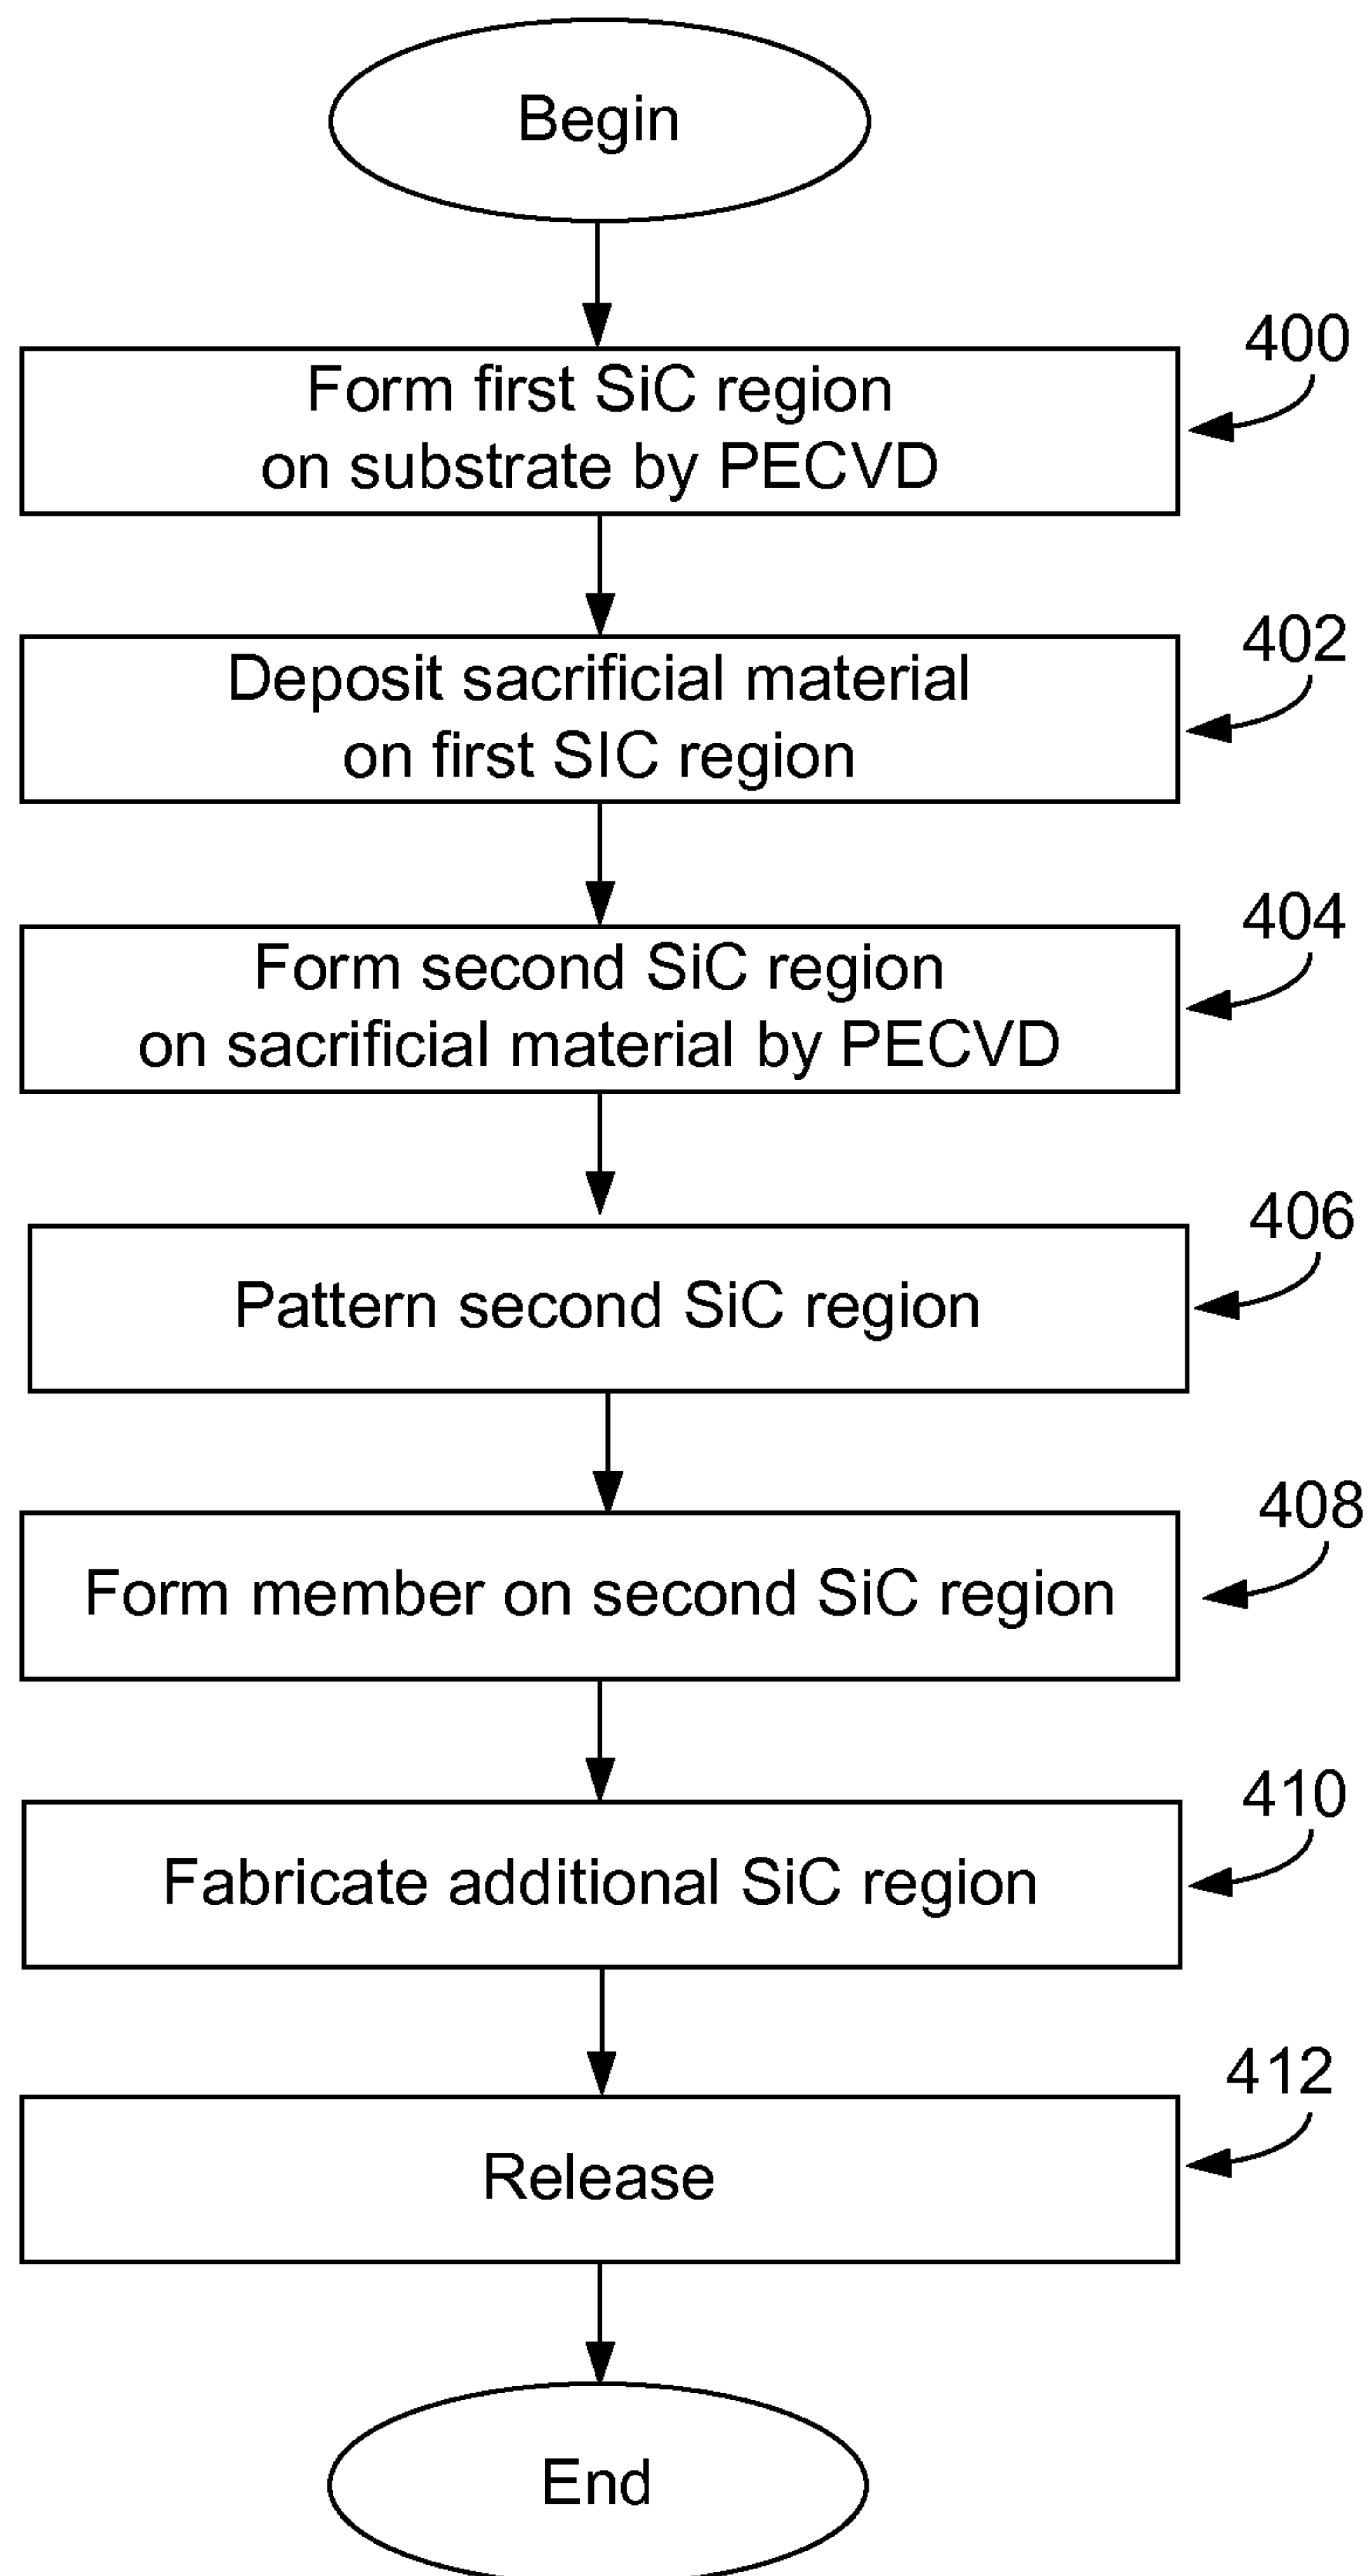 Begin
400
Form first SiC region
on substrate by PECVD
402
Deposit sacrificial material
on first SIC region
404
Form second SiC region
on sacrificial material by PECVD
406
Pattern second SiC region
408
Form member on second SiC region
410
Fabricate additional SiC region
412
Release
End